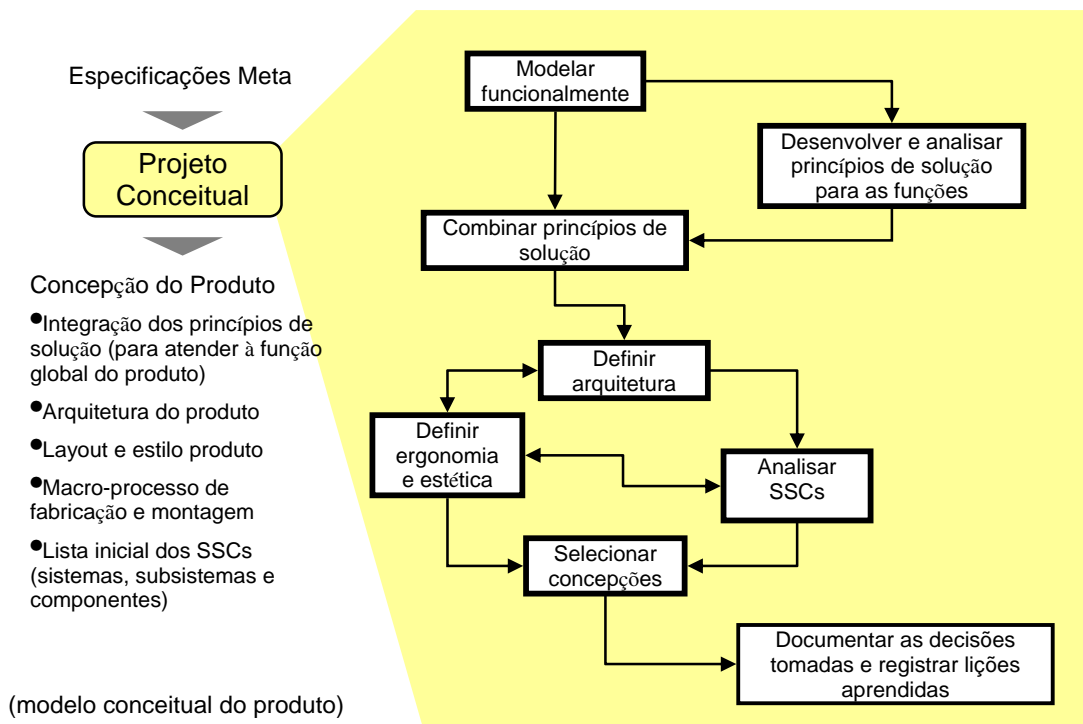 Especificações Meta
Projeto
Conceitual
Concepção do Produto
•Integração dos princípios de
solução (para atender à função
global do produto)
•Arquitetura do produto
•Layout e estilo produto
•Macro-processo de
fabricação e montagem
•Lista inicial dos SSCs
(sistemas, subsistemas e
componentes)
(modelo conceitual do produto)
Modelar
funcionalmente
Desenvolver e analisar
princípios de solução
para as funções
Combinar princípios de
solução
Definir
arquitetura
Definir
ergonomia
e estética
Analisar
SSCs
Selecionar
concepções
Documentar as decisões
tomadas e registrar lições
aprendidas